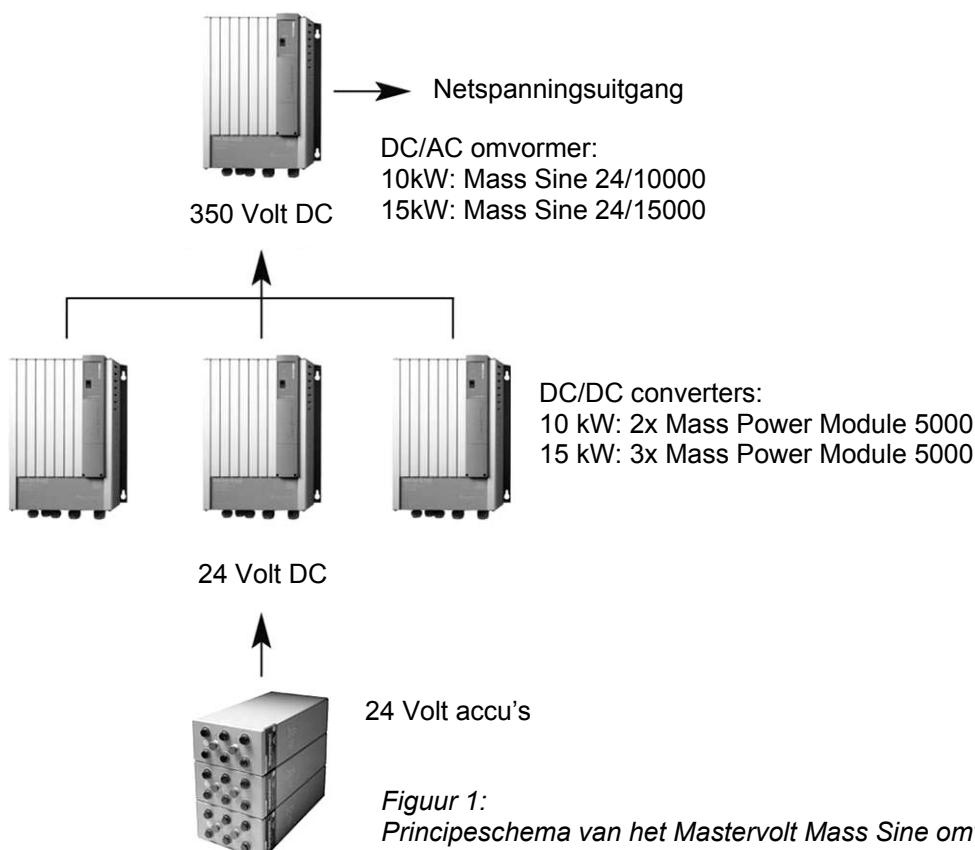 Netspanningsuitgang
DC/AC omvormer:
10kW: Mass Sine 24/10000
15kW: Mass Sine 24/15000
350 Volt DC
DC/DC converters:
10 kW: 2x Mass Power Module 5000
15 kW: 3x Mass Power Module 5000
24 Volt DC
24 Volt accu's
Figuur 1:
Principeschema van het Mastervolt Mass Sine om